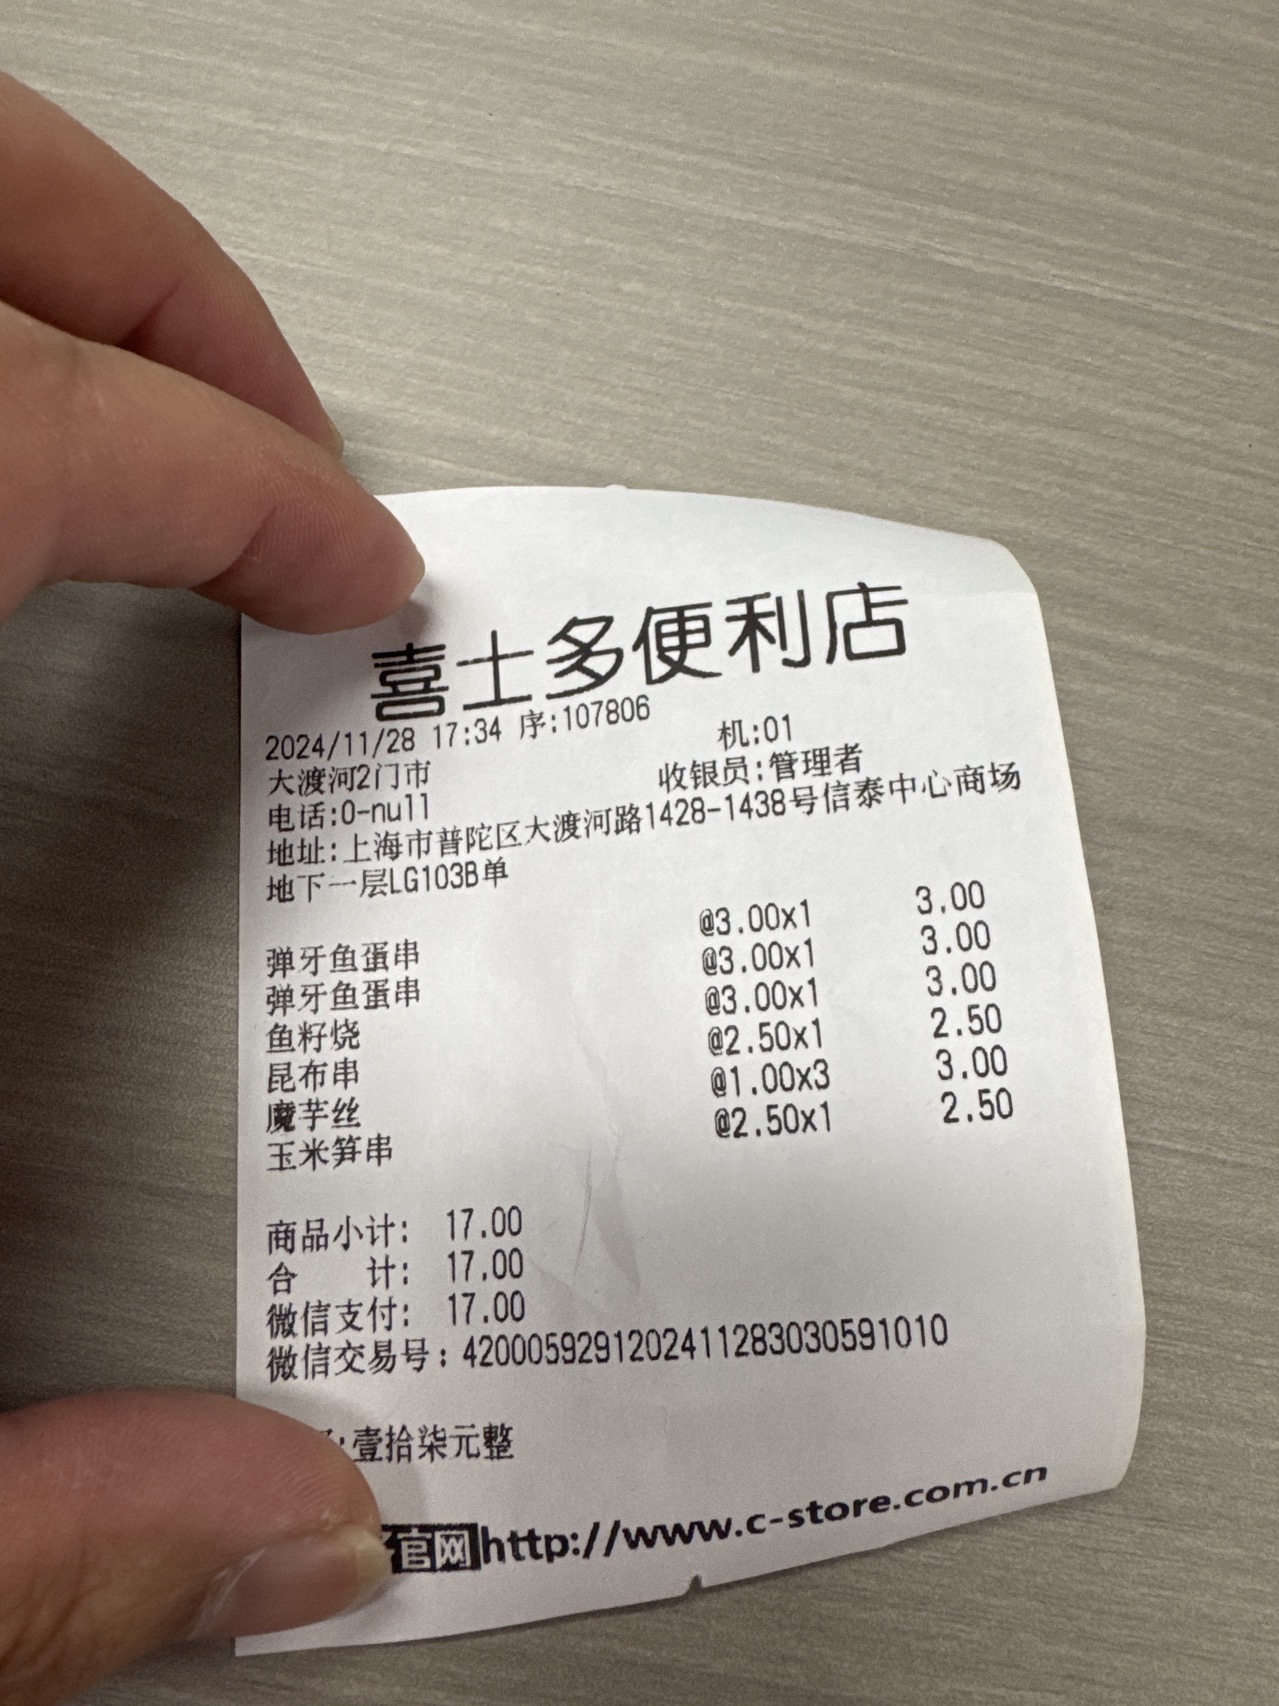 喜士多便利店
2024/11/28 17:34 序:107806
机:01
大渡河2门市
收银员:管理者
电话:0-null
地址:上海市普陀区大渡河路1428-1438号信泰中心商场
地下一层LG103B单
弹牙鱼蛋串 @3.00x1 3.00
弹牙鱼蛋串 @3.00x1 3.00
鱼籽烧 @3.00x1 3.00
昆布串 @2.50x1 2.50
魔芋丝 @1.00x3 3.00
玉米笋串 @2.50x1 2.50
商品小计: 17.00
合 计: 17.00
微信支付: 17.00
微信交易号:4200059291202411283030591010
:壹拾柒元整
官网http://www.c-store.com.cn